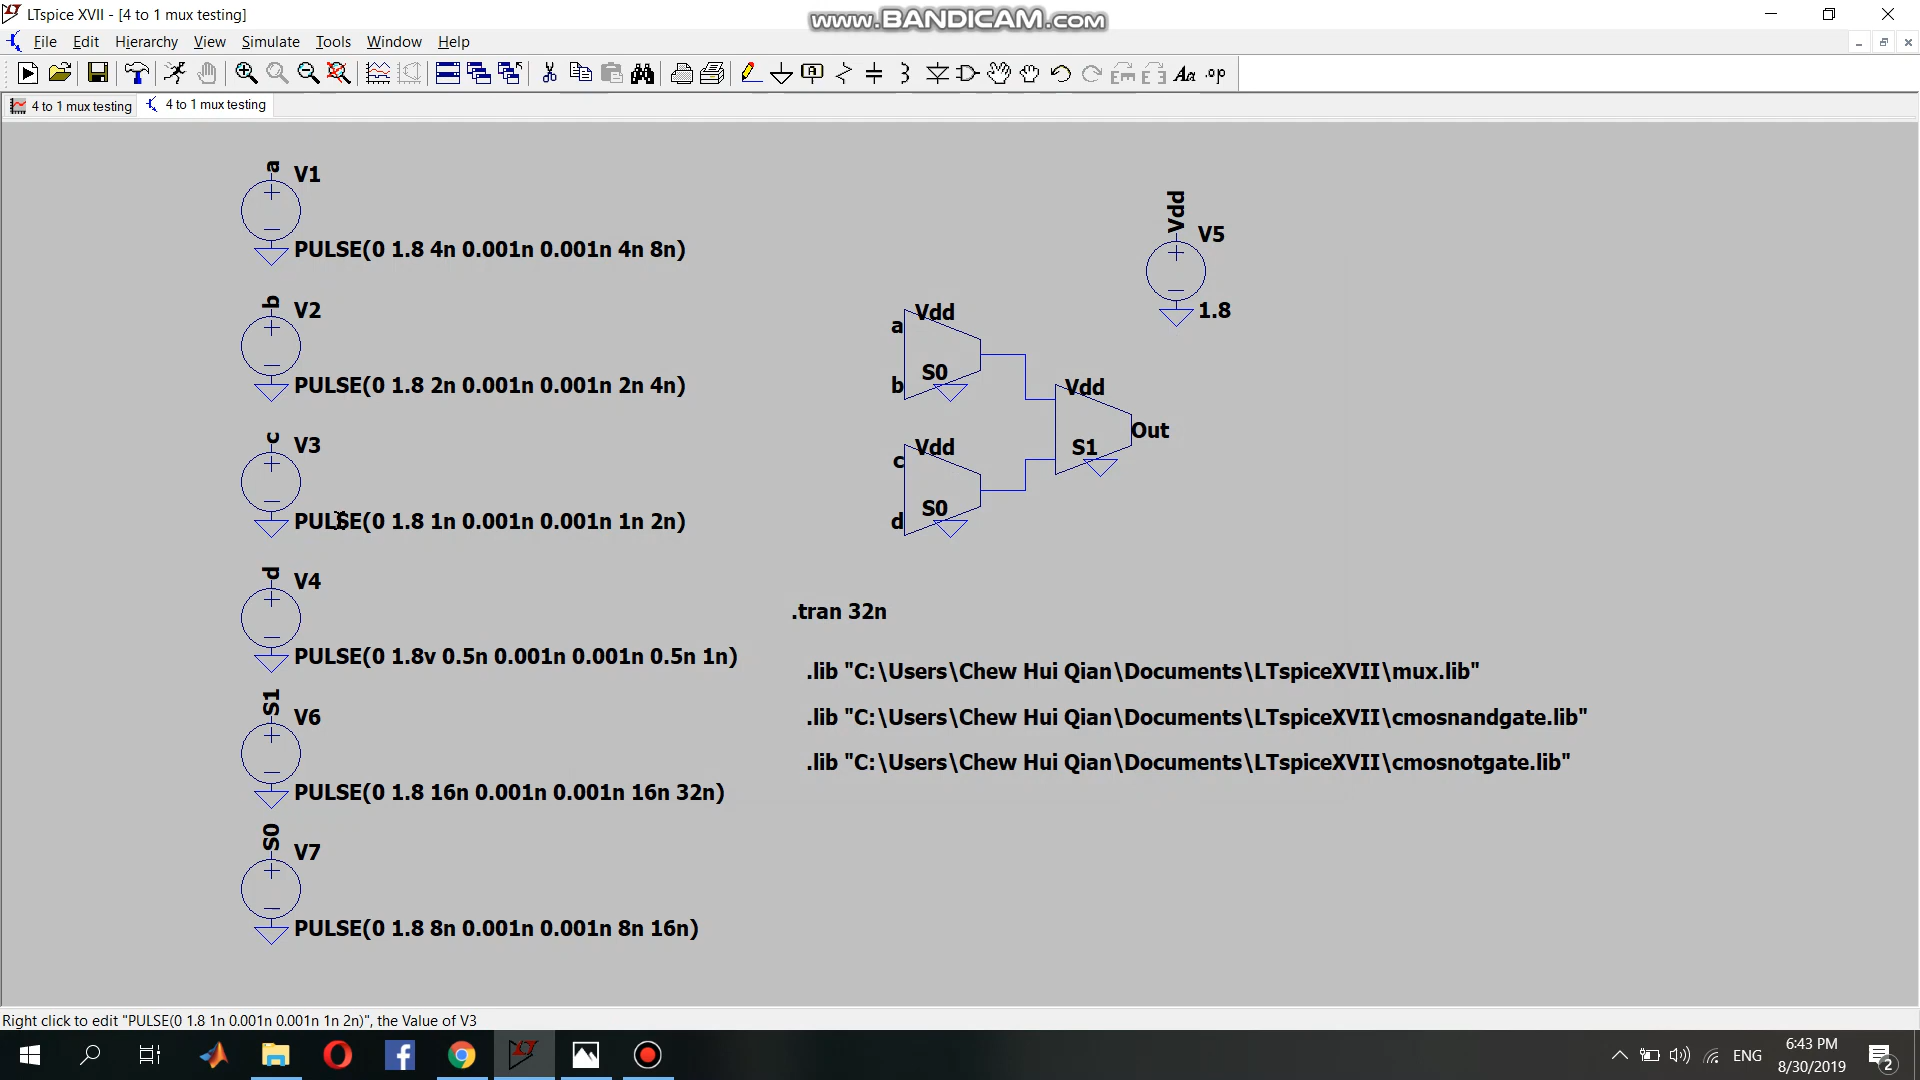 LTspice XVII - [4 to 1 mux testing]
www.BANDICAM.com
File Edit Hierarchy View Simulate Tools Window Help
Aa .op
4 to 1 mux testing
4 to 1 mux testing
a
V1
PULSE(0 1.8 4n 0.001n 0.001n 4n 8n)
b
V2
PULSE(0 1.8 2n 0.001n 0.001n 2n 4n)
c
V3
PULSE(0 1.8 1n 0.001n 0.001n 1n 2n)
d
V4
PULSE(0 1.8v 0.5n 0.001n 0.001n 0.5n 1n)
S1
V6
PULSE(0 1.8 16n 0.001n 0.001n 16n 32n)
S0
V7
PULSE(0 1.8 8n 0.001n 0.001n 8n 16n)
Vdd
V5
1.8
Vdd
a
S0
b
Vdd
S1
Out
Vdd
c
S0
d
.tran 32n
.lib "C:\Users\Chew Hui Qian\Documents\LTspiceXVII\mux.lib"
.lib "C:\Users\Chew Hui Qian\Documents\LTspiceXVII\cmosnandgate.lib"
.lib "C:\Users\Chew Hui Qian\Documents\LTspiceXVII\cmosnotgate.lib"
Right click to edit "PULSE(0 1.8 1n 0.001n 0.001n 1n 2n)", the Value of V3
ENG
6:43 PM
8/30/2019
2